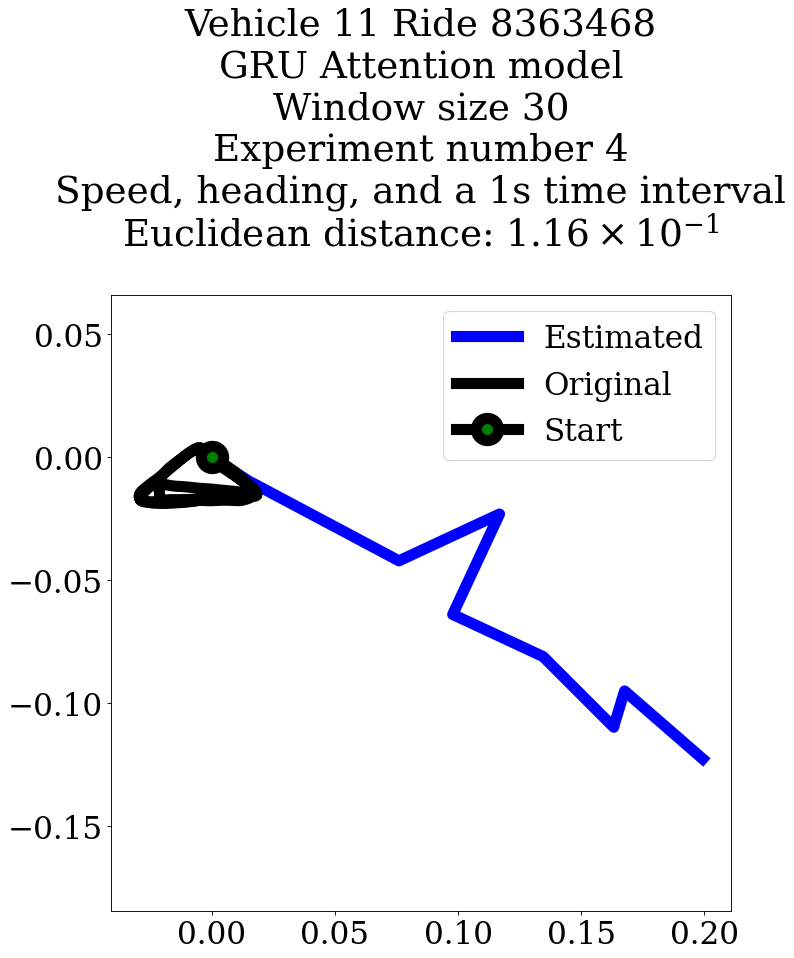 Vehicle 11 Ride 8363468
GRU Attention model
Window size 30
Experiment number 4
Speed, heading, and a 1s time interval
Euclidean distance: 1.16 × 10⁻¹
Estimated
Original
Start
0.05
0.00
−0.05
−0.10
−0.15
0.00 0.05 0.10 0.15 0.20